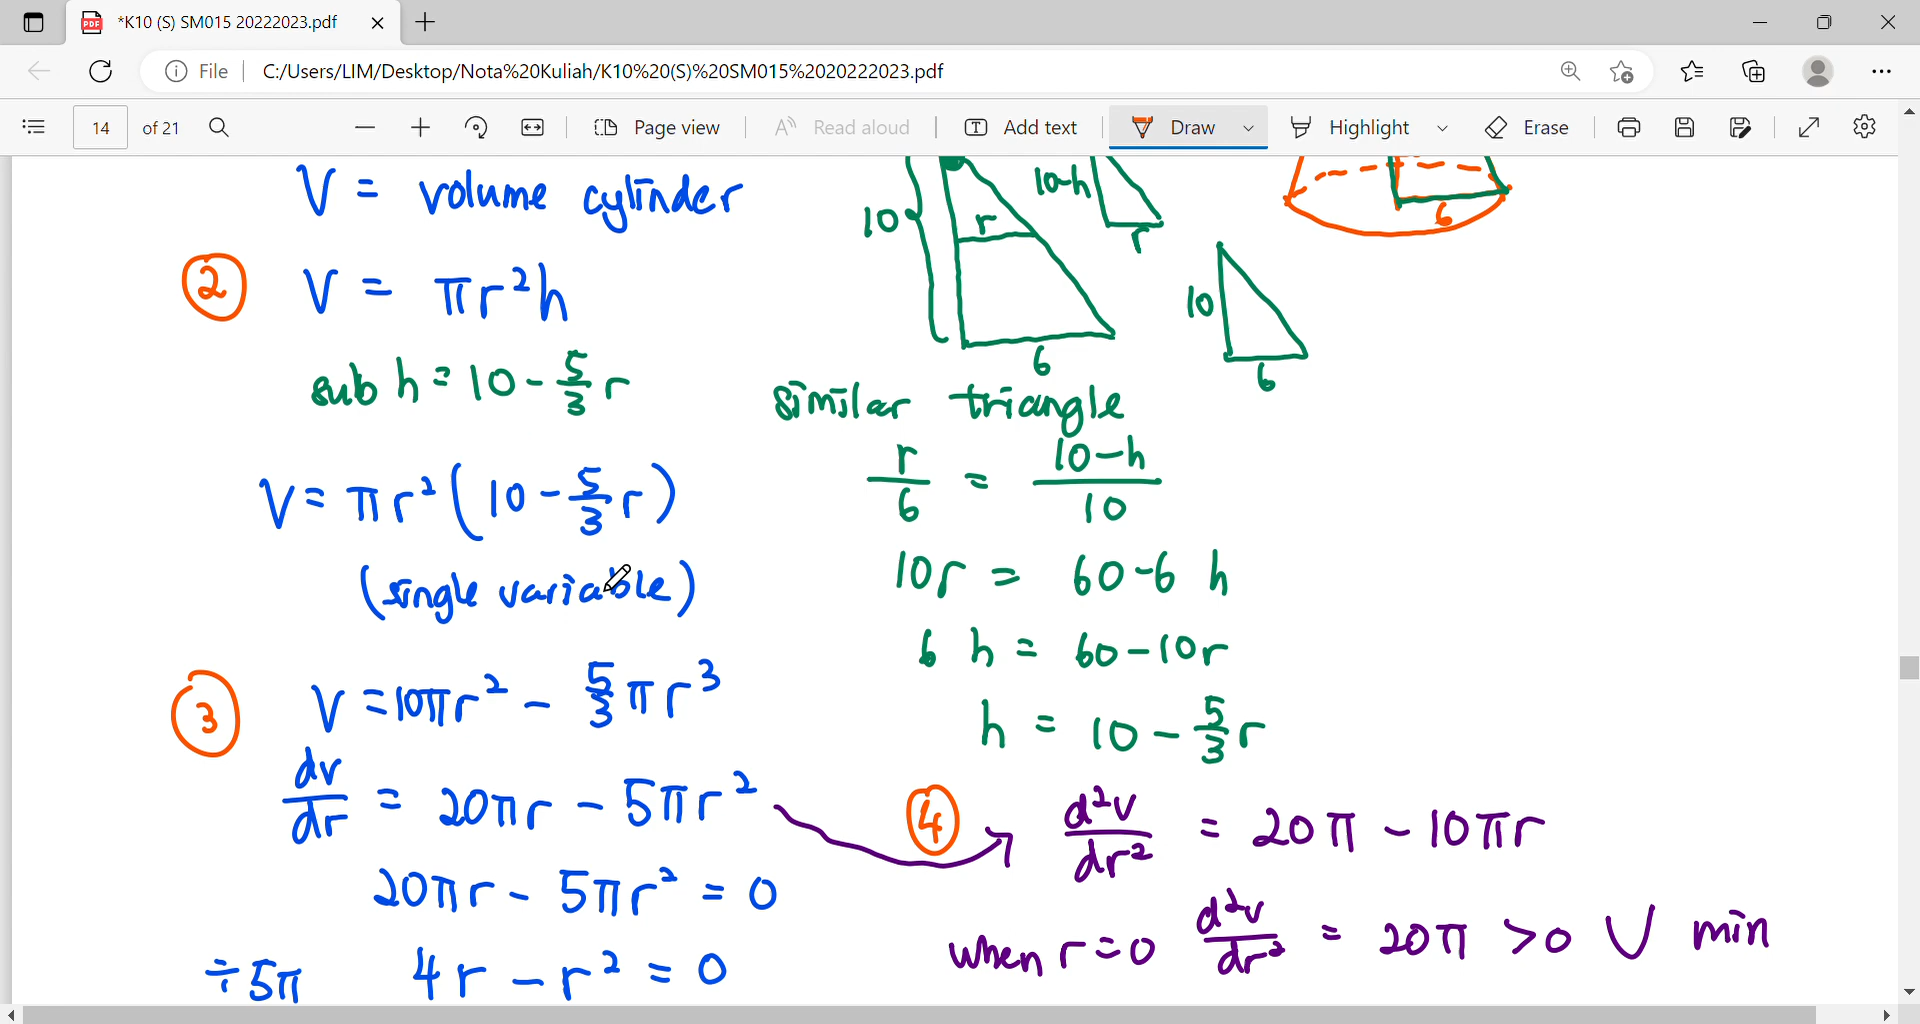 *K10 (S) SM015 20222023.pdf
File
C:/Users/LIM/Desktop/Nota%20Kuliah/K10%20(S)%20SM015%2020222023.pdf
14 of 21
Page view
Read aloud
Add text
Draw
Highlight
Erase
V = volume cylinder
② V = πr²h
sub h = 10 - 5/3 r
V = πr² (10 - 5/3 r)
(single variable)
③ V = 10πr² - 5/3 πr³
dv/dr = 20πr - 5πr²
20πr - 5πr² = 0
÷5π 4r - r² = 0
10
r
6
10-h
r
10
6
6
similar triangle
r/6 = 10-h/10
10r = 60-6 h
6 h = 60-10r
h = 10 - 5/3 r
④ d²v/dr² = 20π - 10πr
when r=0 d²v/dr² = 20π >0 ∪ min